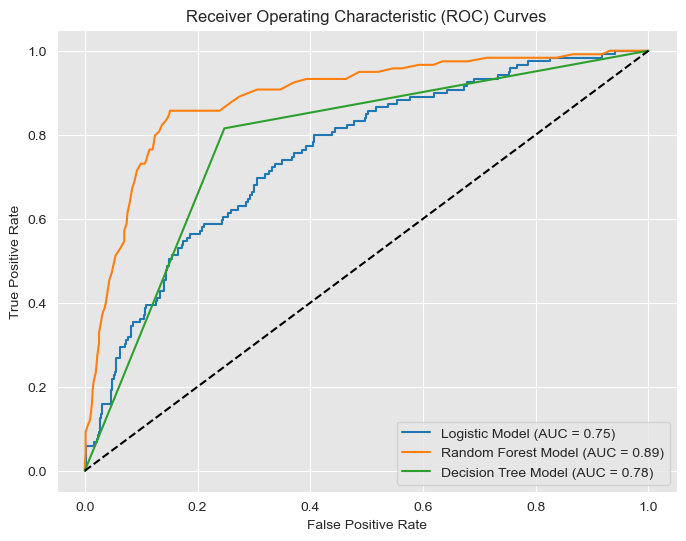 Receiver Operating Characteristic (ROC) Curves
True Positive Rate
1.0
0.8
0.6
0.4
0.2
0.0
0.0 0.2 0.4 0.6 0.8 1.0
False Positive Rate
Logistic Model (AUC = 0.75)
Random Forest Model (AUC = 0.89)
Decision Tree Model (AUC = 0.78)